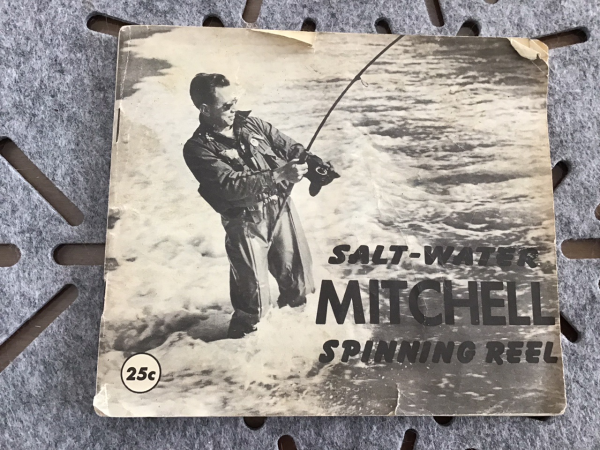 SALT-WATER
MITCHELL
SPINNING REEL
25c